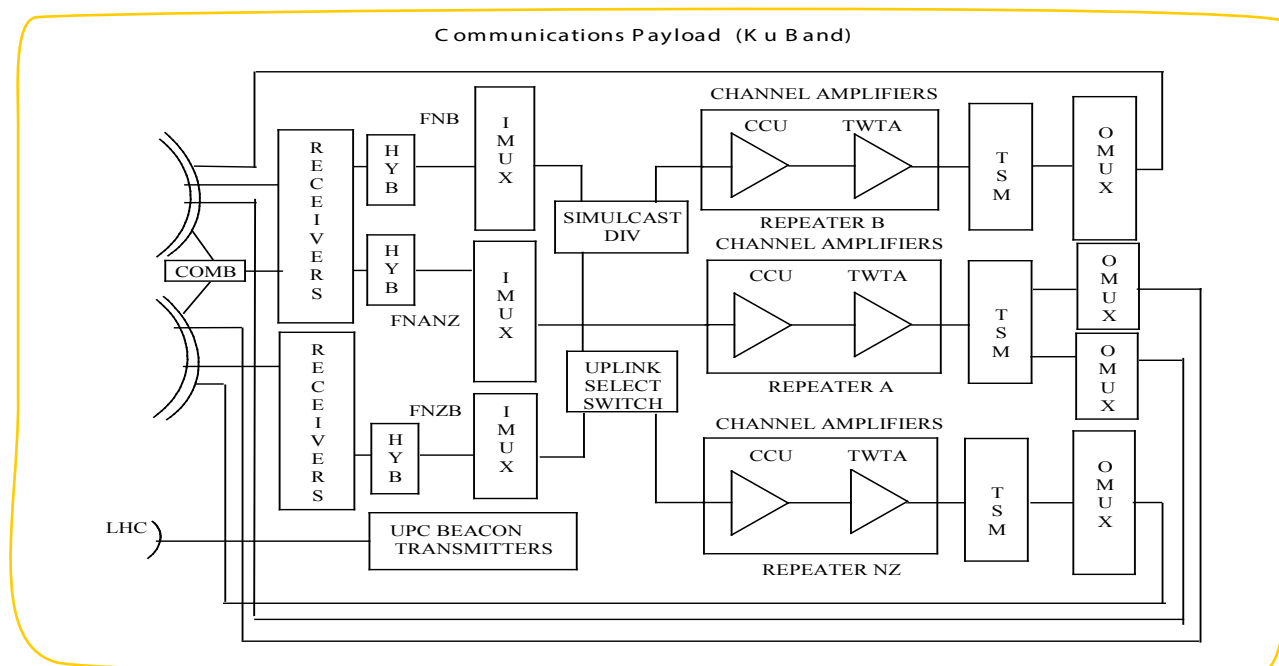 Communications Payload (Ku Band)
CHANNEL AMPLIFIERS
FNB
IMUX
CCU
TWTA
TSM
OMUX
RECEIVERS
HYB
SIMULCAST
DIV
REPEATER B
CHANNEL AMPLIFIERS
COMB
HYB
IMUX
CCU
TWTA
TSM
OMUX
FNANZ
RECEIVERS
UPLINK
SELECT
SWITCH
REPEATER A
OMUX
FNZB
IMUX
CHANNEL AMPLIFIERS
HYB
CCU
TWTA
TSM
OMUX
LHC
UPC BEACON
TRANSMITTERS
REPEATER NZ